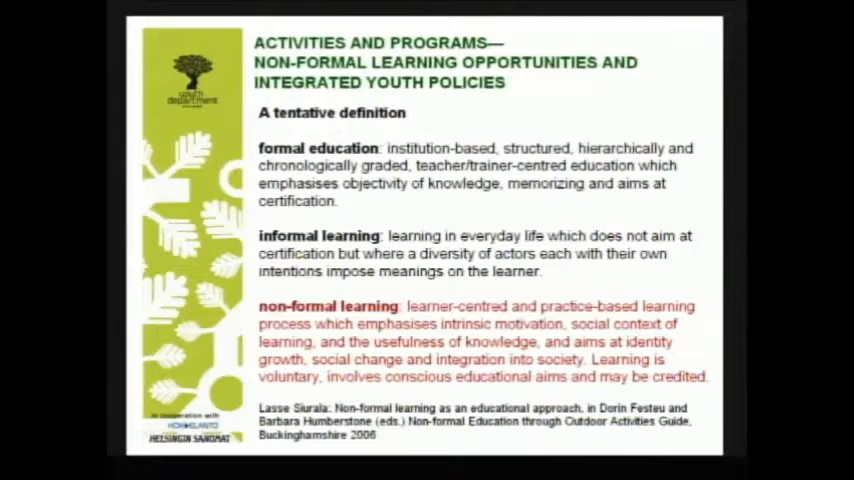 ACTIVITIES AND PROGRAMS—
NON-FORMAL LEARNING OPPORTUNITIES AND
INTEGRATED YOUTH POLICIES
youth
department
A tentative definition
formal education: institution-based, structured, hierarchically and
chronologically graded, teacher/trainer-centred education which
emphasises objectivity of knowledge, memorizing and aims at
certification.
informal learning: learning in everyday life which does not aim at
certification but where a diversity of actors each with their own
intentions impose meanings on the learner.
non-formal learning: learner-centred and practice-based learning
process which emphasises intrinsic motivation, social context of
learning, and the usefulness of knowledge, and aims at identity
growth, social change and integration into society. Learning is
voluntary, involves conscious educational aims and may be credited.
Lasse Siurala: Non-formal learning as an educational approach, in Dorin Festeu and
Barbara Humberstone (eds.) Non-formal Education through Outdoor Activities Guide,
Buckinghamshire 2006
in cooperation with
HELSINGIN SANOMAT